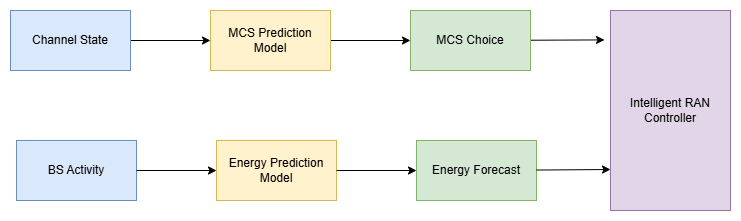 Channel State
MCS Prediction
Model
MCS Choice
Intelligent RAN
Controller
BS Activity
Energy Prediction
Model
Energy Forecast